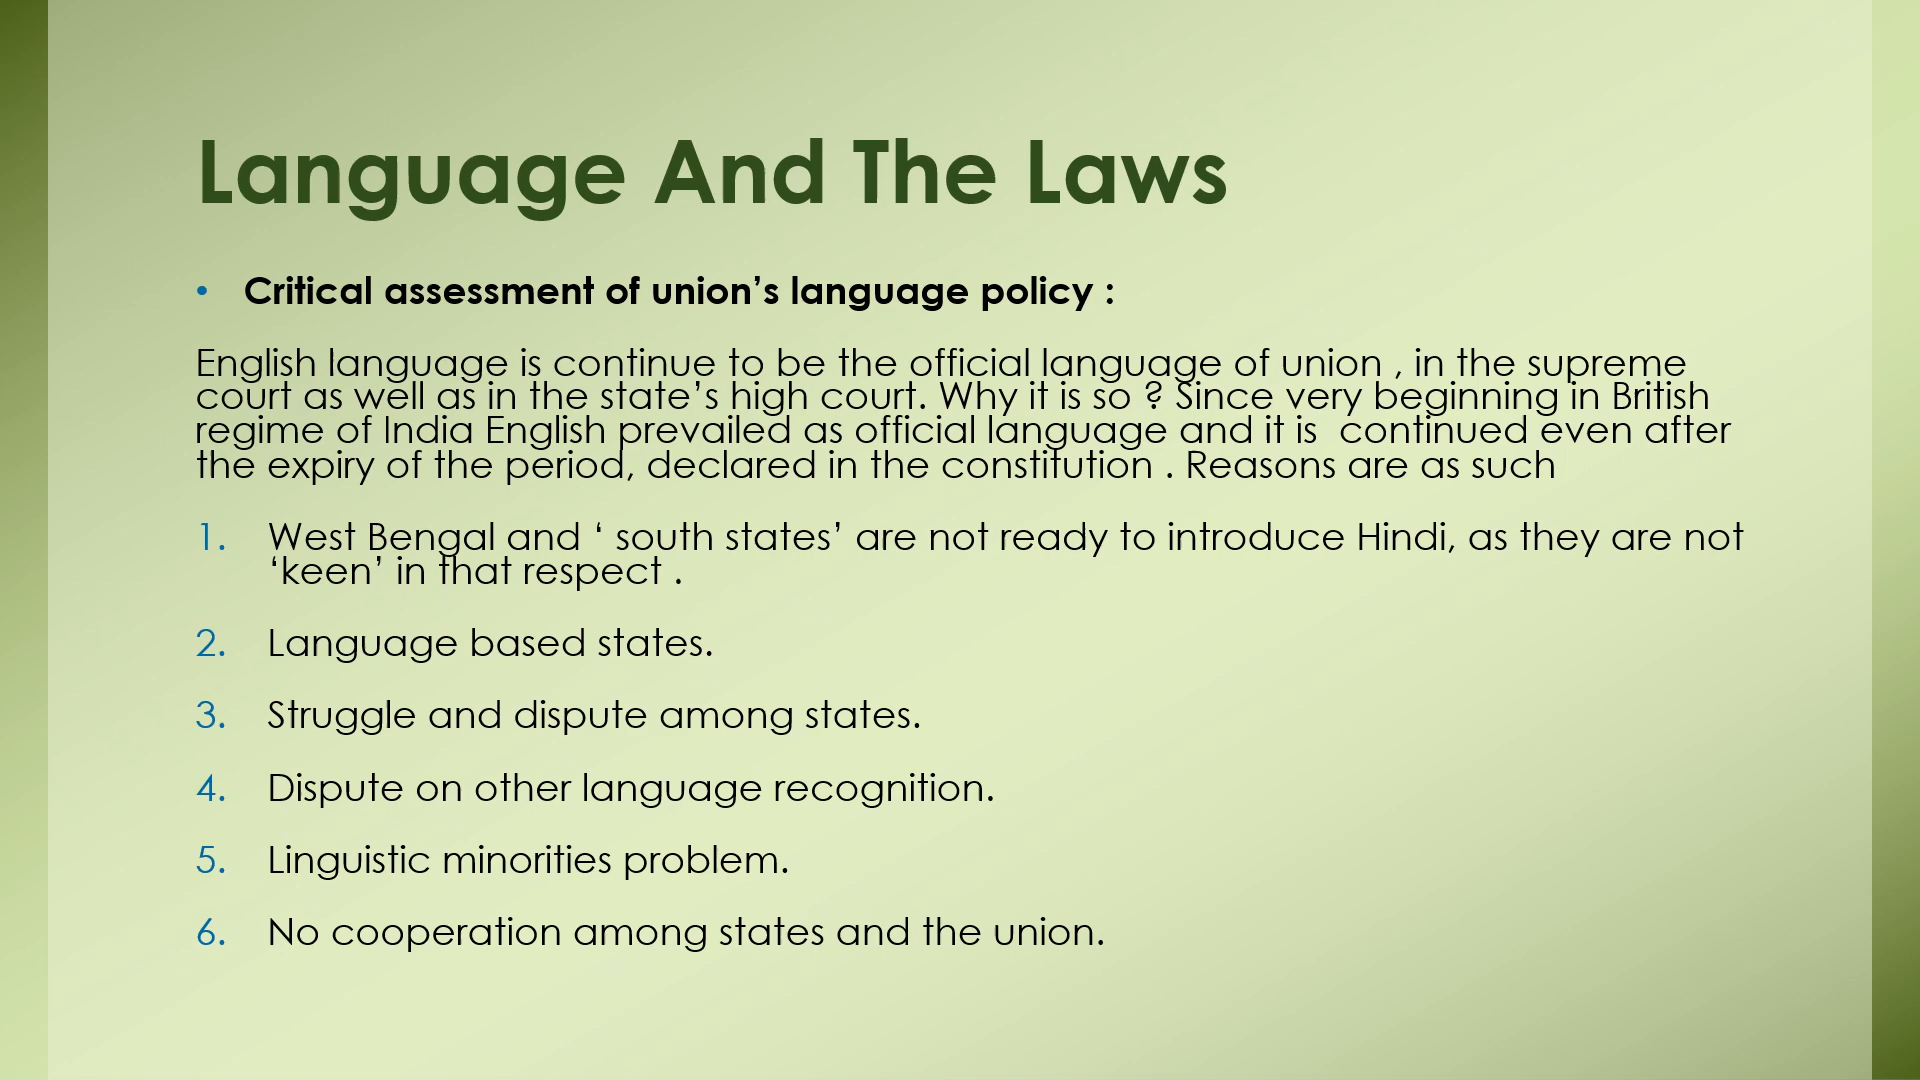 Language And The Laws
• Critical assessment of union’s language policy :
English language is continue to be the official language of union , in the supreme
court as well as in the state’s high court. Why it is so ? Since very beginning in British
regime of India English prevailed as official language and it is  continued even after
the expiry of the period, declared in the constitution . Reasons are as such
1. West Bengal and ‘ south states’ are not ready to introduce Hindi, as they are not
‘keen’ in that respect .
2. Language based states.
3. Struggle and dispute among states.
4. Dispute on other language recognition.
5. Linguistic minorities problem.
6. No cooperation among states and the union.